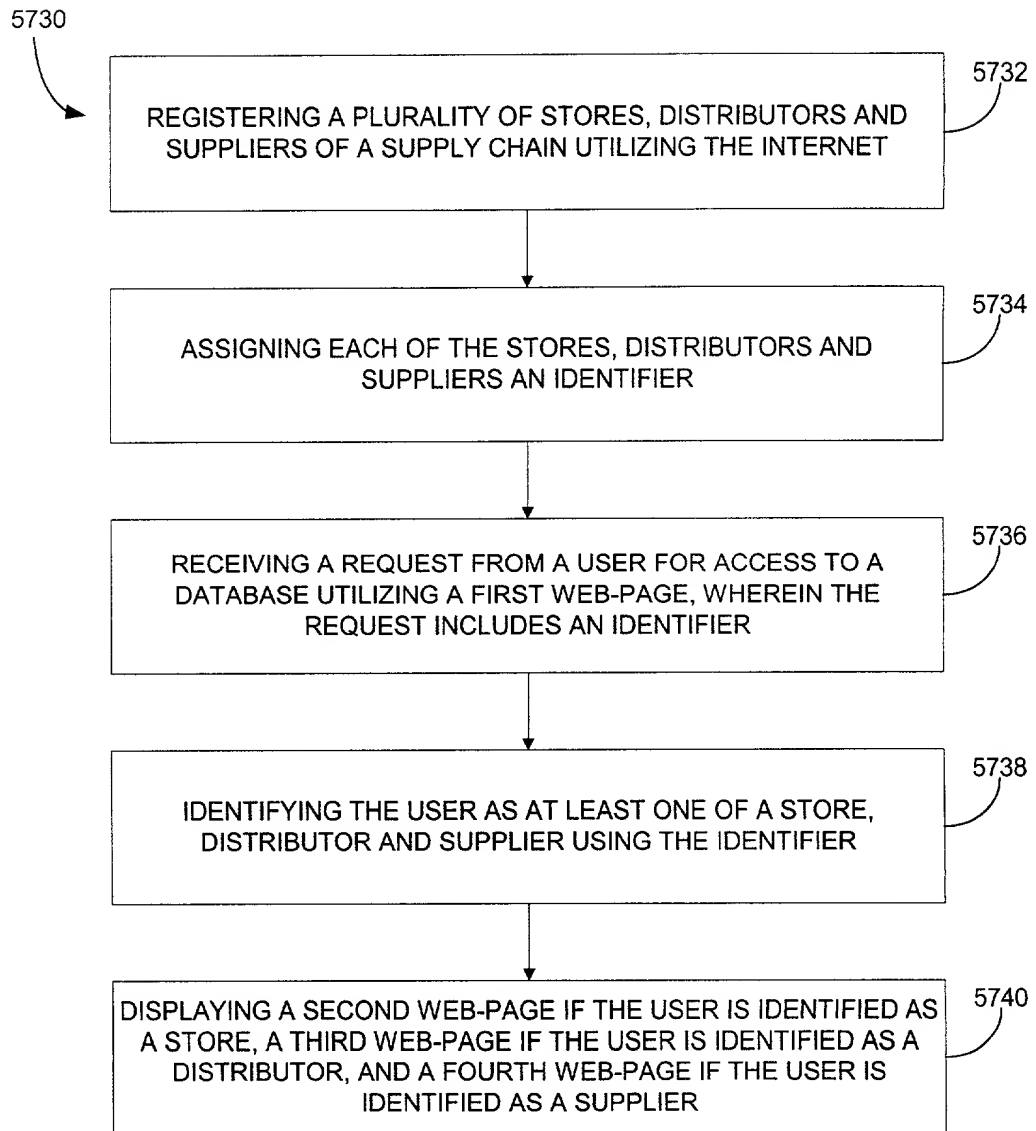 5730
5732
REGISTERING A PLURALITY OF STORES, DISTRIBUTORS AND
SUPPLIERS OF A SUPPLY CHAIN UTILIZING THE INTERNET
5734
ASSIGNING EACH OF THE STORES, DISTRIBUTORS AND
SUPPLIERS AN IDENTIFIER
5736
RECEIVING A REQUEST FROM A USER FOR ACCESS TO A
DATABASE UTILIZING A FIRST WEB-PAGE, WHEREIN THE
REQUEST INCLUDES AN IDENTIFIER
5738
IDENTIFYING THE USER AS AT LEAST ONE OF A STORE,
DISTRIBUTOR AND SUPPLIER USING THE IDENTIFIER
5740
DISPLAYING A SECOND WEB-PAGE IF THE USER IS IDENTIFIED AS
A STORE, A THIRD WEB-PAGE IF THE USER IS IDENTIFIED AS A
DISTRIBUTOR, AND A FOURTH WEB-PAGE IF THE USER IS
IDENTIFIED AS A SUPPLIER